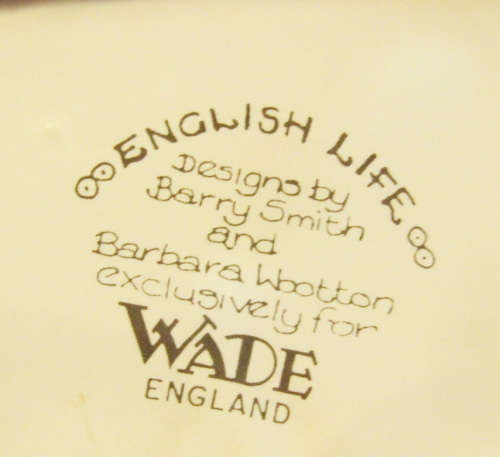 ENGLISH LIFE
Designs by
Barry Smith
and
Barbara Wootton
exclusively for
WADE
ENGLAND